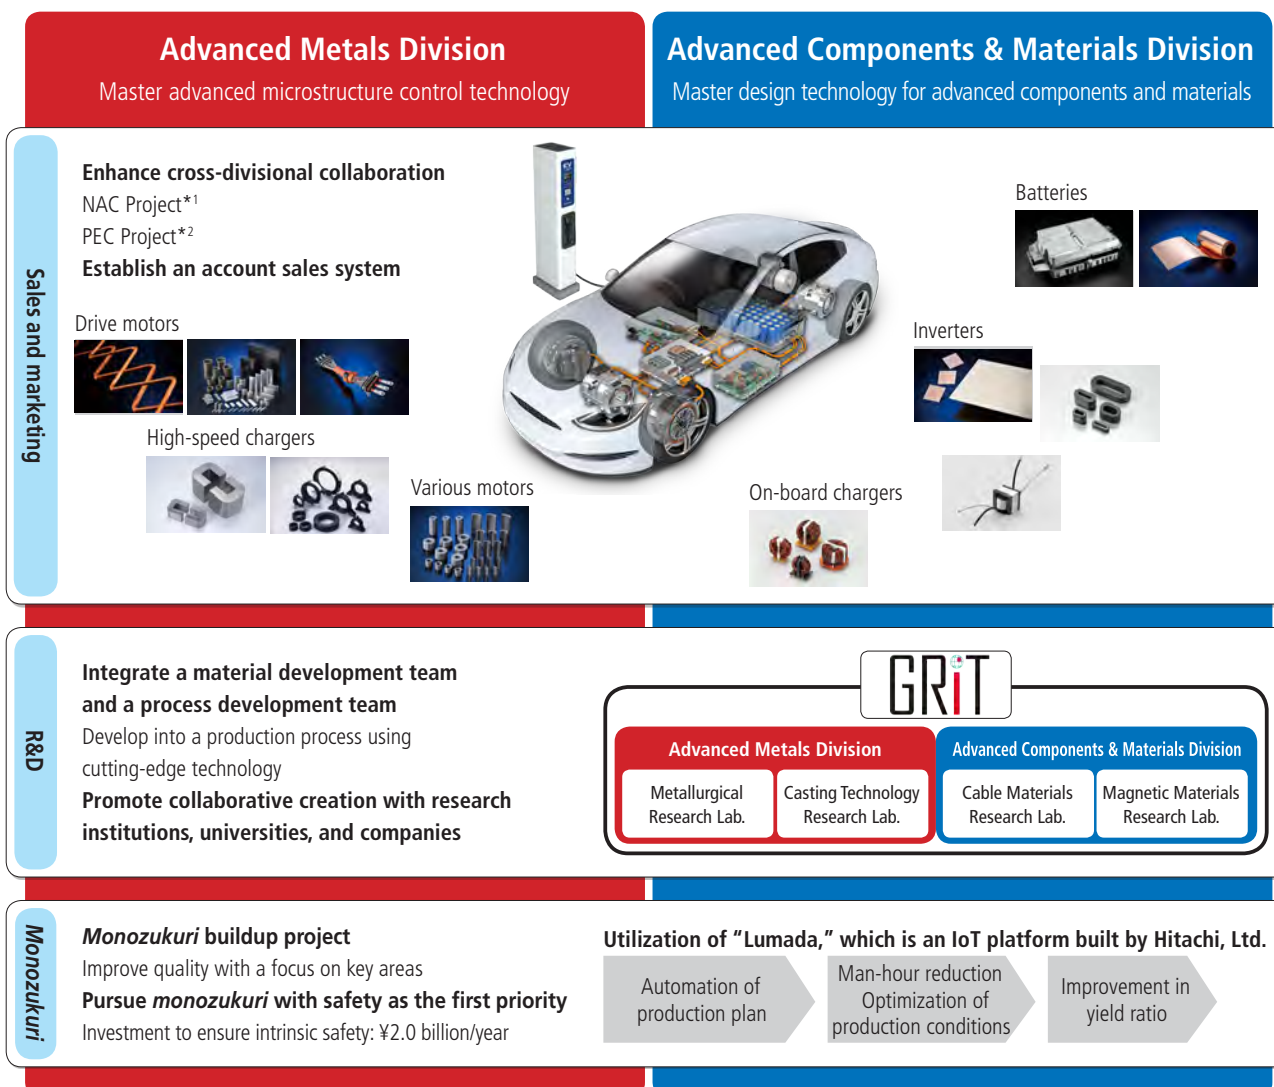 Advanced Metals Division
Master advanced microstructure control technology
Advanced Components & Materials Division
Master design technology for advanced components and materials
Sales and marketing
Enhance cross-divisional collaboration
NAC Project*1
PEC Project*2
Establish an account sales system
Drive motors
High-speed chargers
Various motors
EV
Batteries
Inverters
On-board chargers
R&D
Integrate a material development team
and a process development team
Develop into a production process using
cutting-edge technology
Promote collaborative creation with research
institutions, universities, and companies
GRiT
Advanced Metals Division
Metallurgical
Research Lab.
Casting Technology
Research Lab.
Advanced Components & Materials Division
Cable Materials
Research Lab.
Magnetic Materials
Research Lab.
Monozukuri
Monozukuri buildup project
Improve quality with a focus on key areas
Pursue monozukuri with safety as the first priority
Investment to ensure intrinsic safety: ¥2.0 billion/year
Utilization of “Lumada,” which is an IoT platform built by Hitachi, Ltd.
Automation of
production plan
Man-hour reduction
Optimization of
production conditions
Improvement in
yield ratio